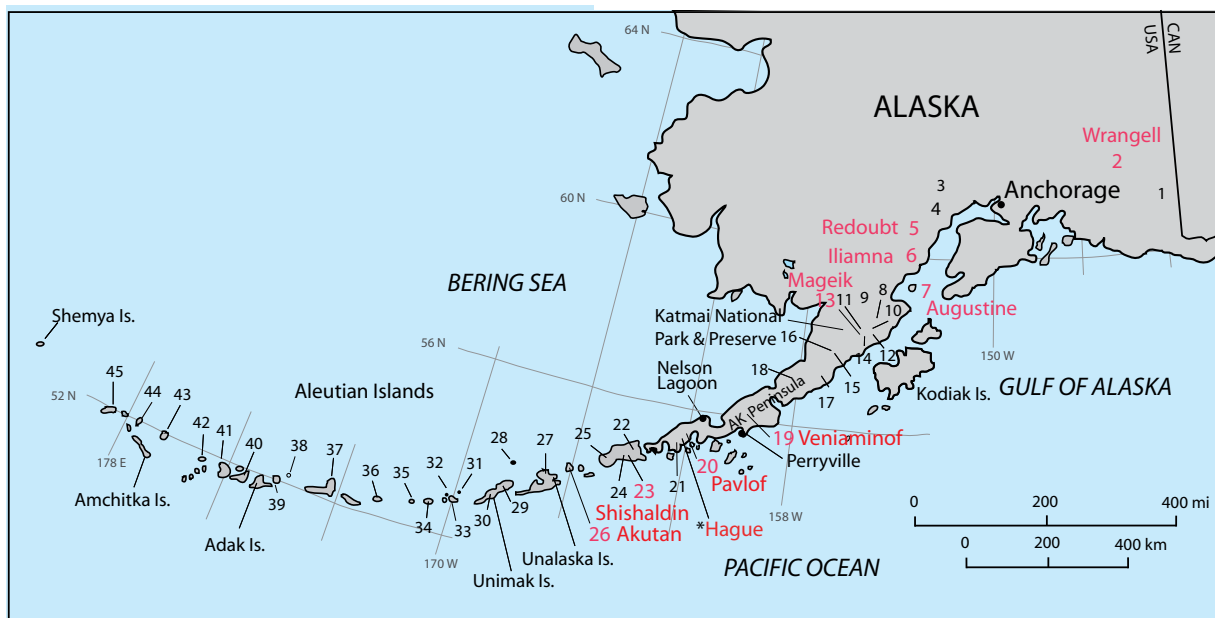 64 N
CAN
USA
ALASKA
Wrangell
2
3
Anchorage
1
60 N
4
Redoubt 5
Iliamna 6
BERING SEA
Mageik
13
11
9
8
7
10
Augustine
Shemya Is.
Katmai National
Park & Preserve
16
14
12
150 W
56 N
Nelson
Lagoon
18
15
Kodiak Is.
GULF OF ALASKA
45
52 N
44
43
Aleutian Islands
AK Peninsula
17
19 Veniaminof
Perryville
42
41
40
38
37
28
27
25
22
178 E
36
35
32
31
20
Pavlof
Amchitka Is.
39
34
33
30
29
24
23
21
Shishaldin
26 Akutan
*Hague
158 W
0
200
400 mi
Adak Is.
170 W
Unalaska Is.
Unimak Is.
PACIFIC OCEAN
0
200
400 km